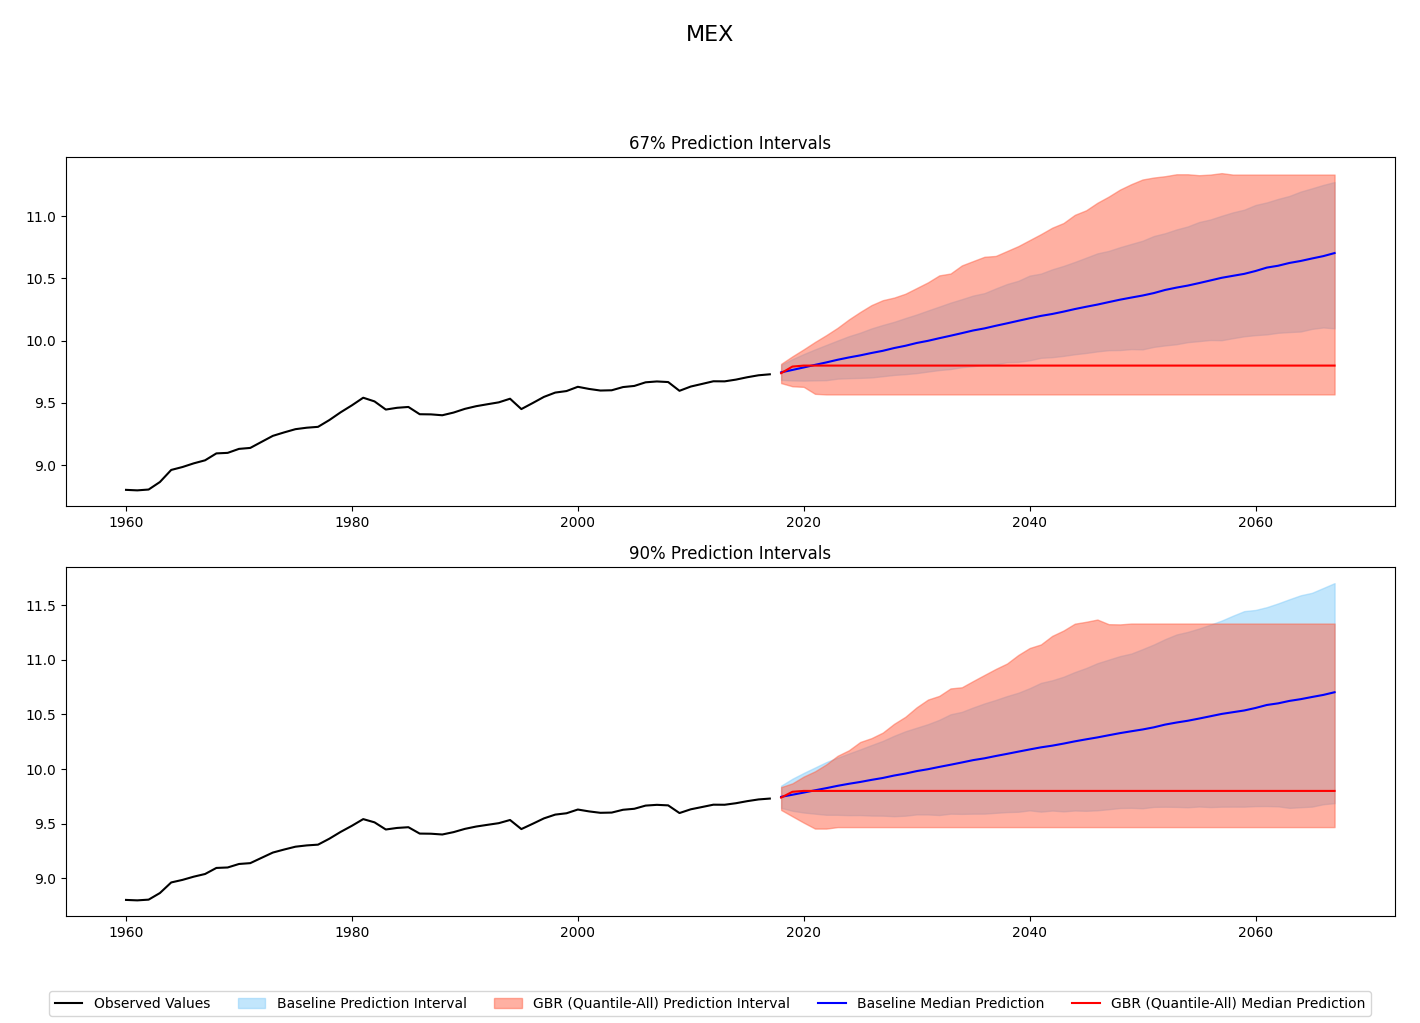 MEX
67% Prediction Intervals
11.0
10.5
10.0
9.5
9.0
1960 1980 2000 2020 2040 2060
90% Prediction Intervals
11.5
11.0
10.5
10.0
9.5
9.0
1960 1980 2000 2020 2040 2060
Observed Values Baseline Prediction Interval GBR (Quantile-All) Prediction Interval Baseline Median Prediction GBR (Quantile-All) Median Prediction